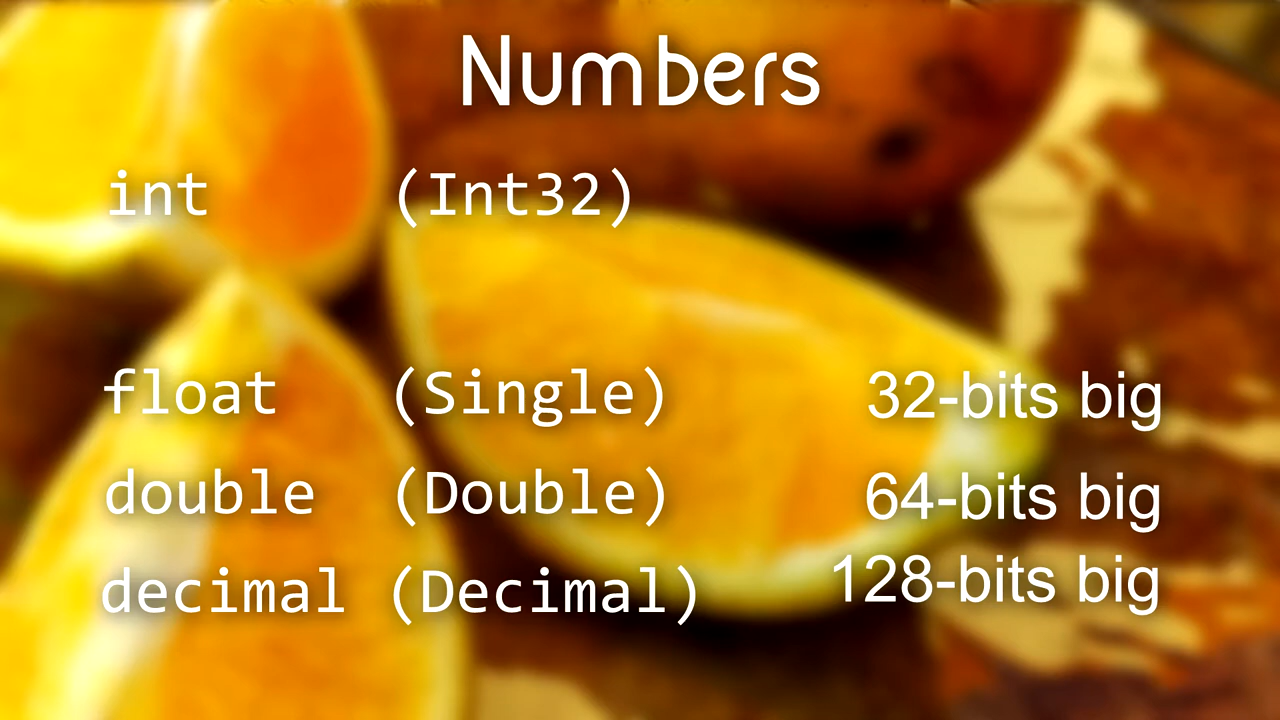 Numbers
int (Int32)
float (Single) 32-bits big
double (Double) 64-bits big
decimal (Decimal) 128-bits big